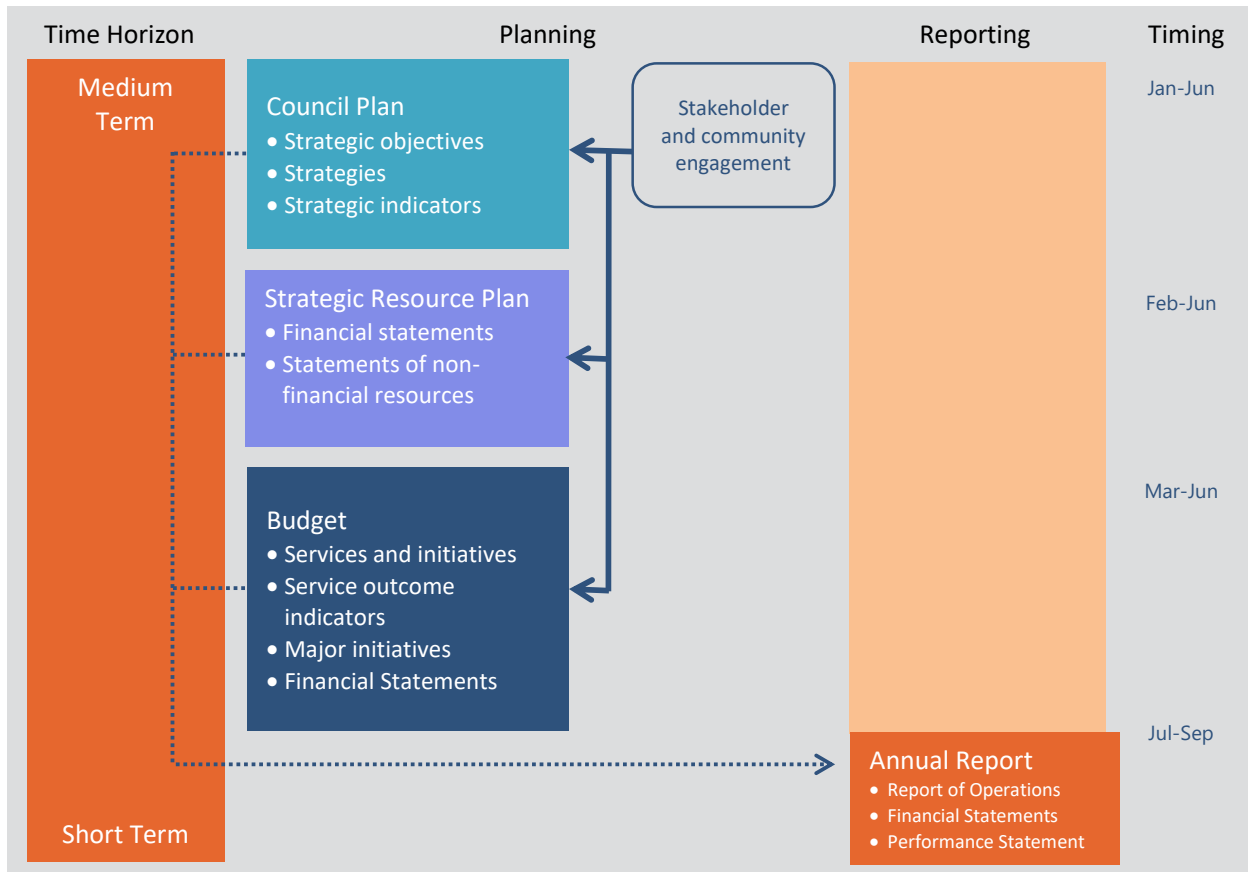 Time Horizon
Planning
Reporting
Timing
Medium
Term
Council Plan
• Strategic objectives
• Strategies
• Strategic indicators
Stakeholder
and community
engagement
Jan-Jun
Strategic Resource Plan
• Financial statements
• Statements of non-
financial resources
Feb-Jun
Budget
• Services and initiatives
• Service outcome
indicators
• Major initiatives
• Financial Statements
Mar-Jun
Jul-Sep
Annual Report
• Report of Operations
• Financial Statements
• Performance Statement
Short Term